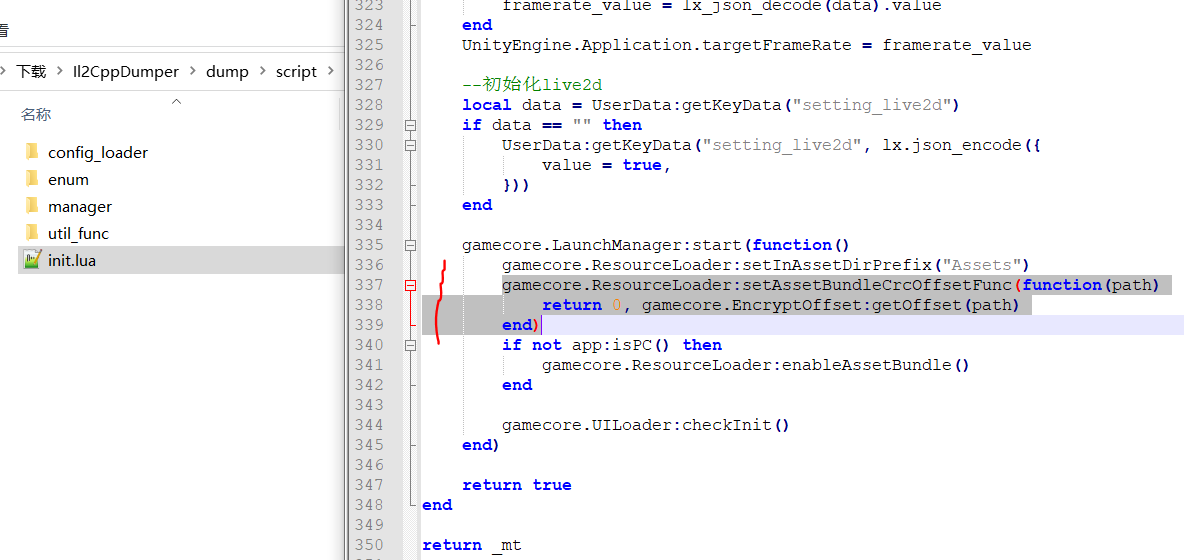 看
下载 Il2CppDumper dump script
名称
config_loader
enum
manager
util_func
init.lua
323 framerate_value = lx_json_decode(data).value
324 end
325 UnityEngine.Application.targetFrameRate = framerate_value
326
327 --初始化live2d
328 local data = UserData:getKeyData("setting_live2d")
329 if data == "" then
330 UserData:getKeyData("setting_live2d", lx.json_encode({
331 value = true,
332 }))
333 end
334
335 gamecore.LaunchManager:start(function()
336 gamecore.ResourceLoader:setInAssetDirPrefix("Assets")
337 gamecore.ResourceLoader:setAssetBundleCrcOffsetFunc(function(path)
338 return 0, gamecore.EncryptOffset:getOffset(path)
339 end)
340 if not app:isPC() then
341 gamecore.ResourceLoader:enableAssetBundle()
342 end
343
344 gamecore.UILoader:checkInit()
345 end)
346
347 return true
348 end
349
350 return _mt